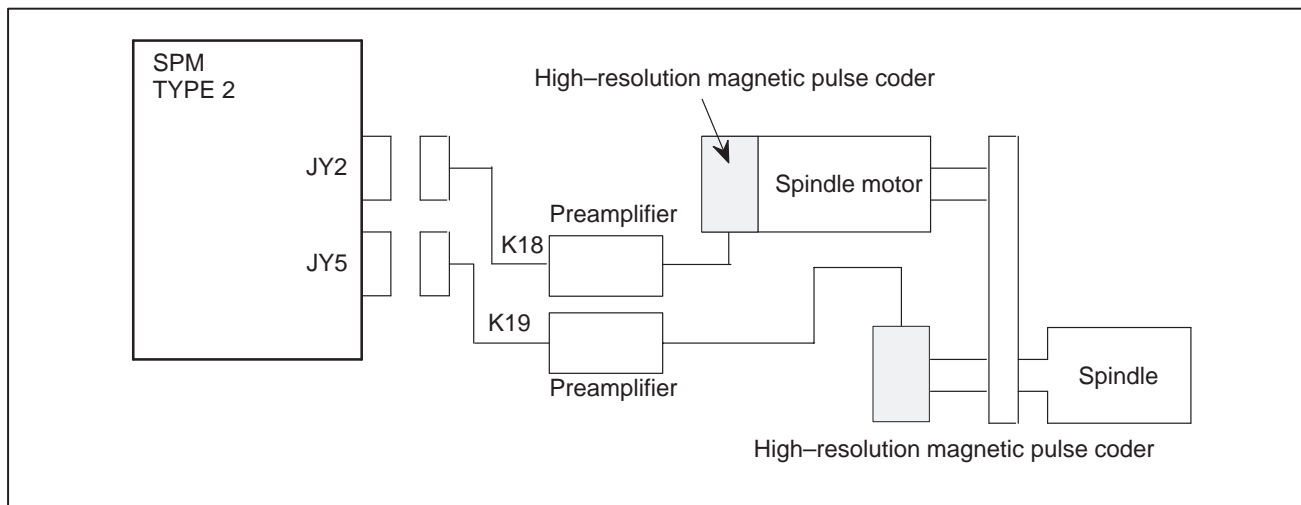 SPM
TYPE 2
High–resolution magnetic pulse coder
JY2
Spindle motor
Preamplifier
K18
JY5
K19
Preamplifier
Spindle
High–resolution magnetic pulse coder